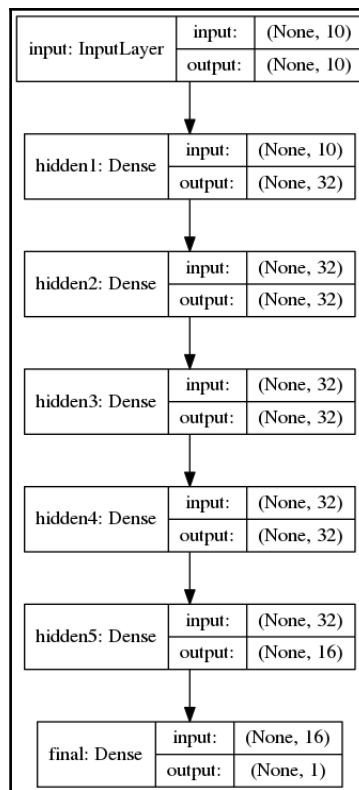 input: InputLayer
input:
(None, 10)
output:
(None, 10)
hidden1: Dense
input:
(None, 10)
output:
(None, 32)
hidden2: Dense
input:
(None, 32)
output:
(None, 32)
hidden3: Dense
input:
(None, 32)
output:
(None, 32)
hidden4: Dense
input:
(None, 32)
output:
(None, 32)
hidden5: Dense
input:
(None, 32)
output:
(None, 16)
final: Dense
input:
(None, 16)
output:
(None, 1)